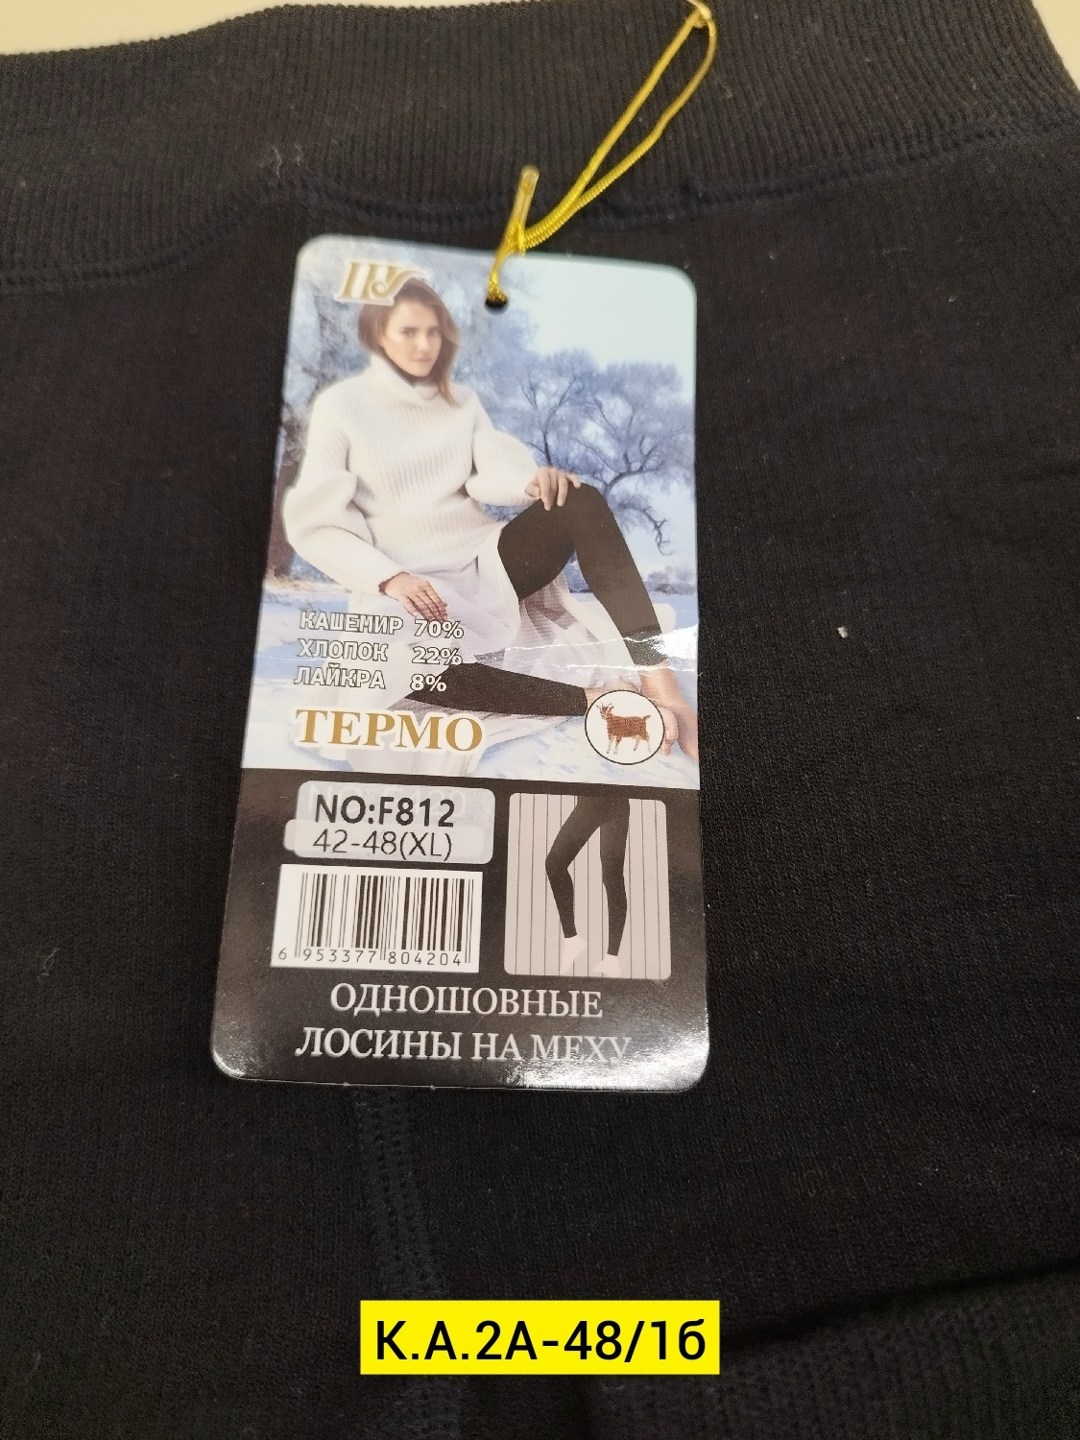 КАШЕМИР 70%
ХЛОПОК 22%
ЛАЙКРА 8%
ТЕРМО
NO:F812
42-48(XL)
6 953377 804204
ОДНОШОВНЫЕ
ЛОСИНЫ НА МЕХУ
К.А.2А-48/1б